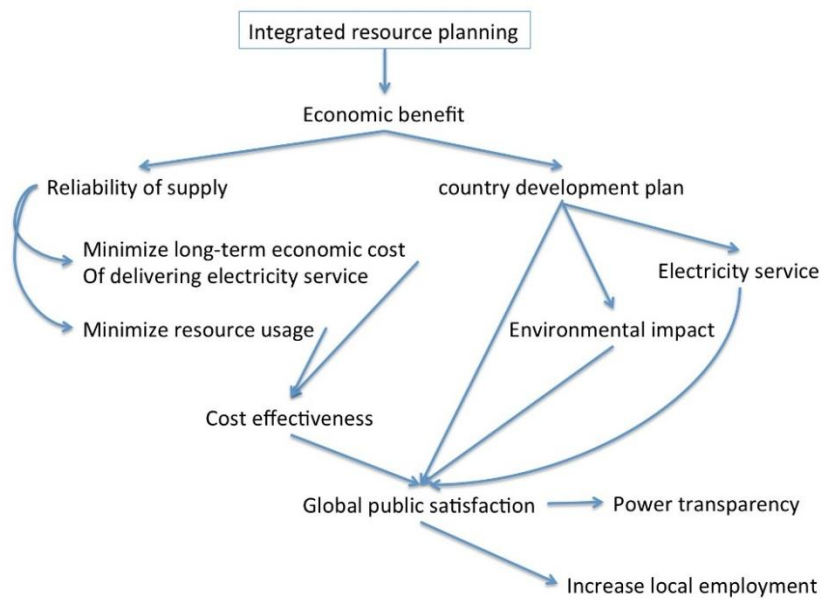 Integrated resource planning
Economic benefit
Reliability of supply
country development plan
Minimize long-term economic cost
Of delivering electricity service
Electricity service
Minimize resource usage
Environmental impact
Cost effectiveness
Global public satisfaction
Power transparency
Increase local employment